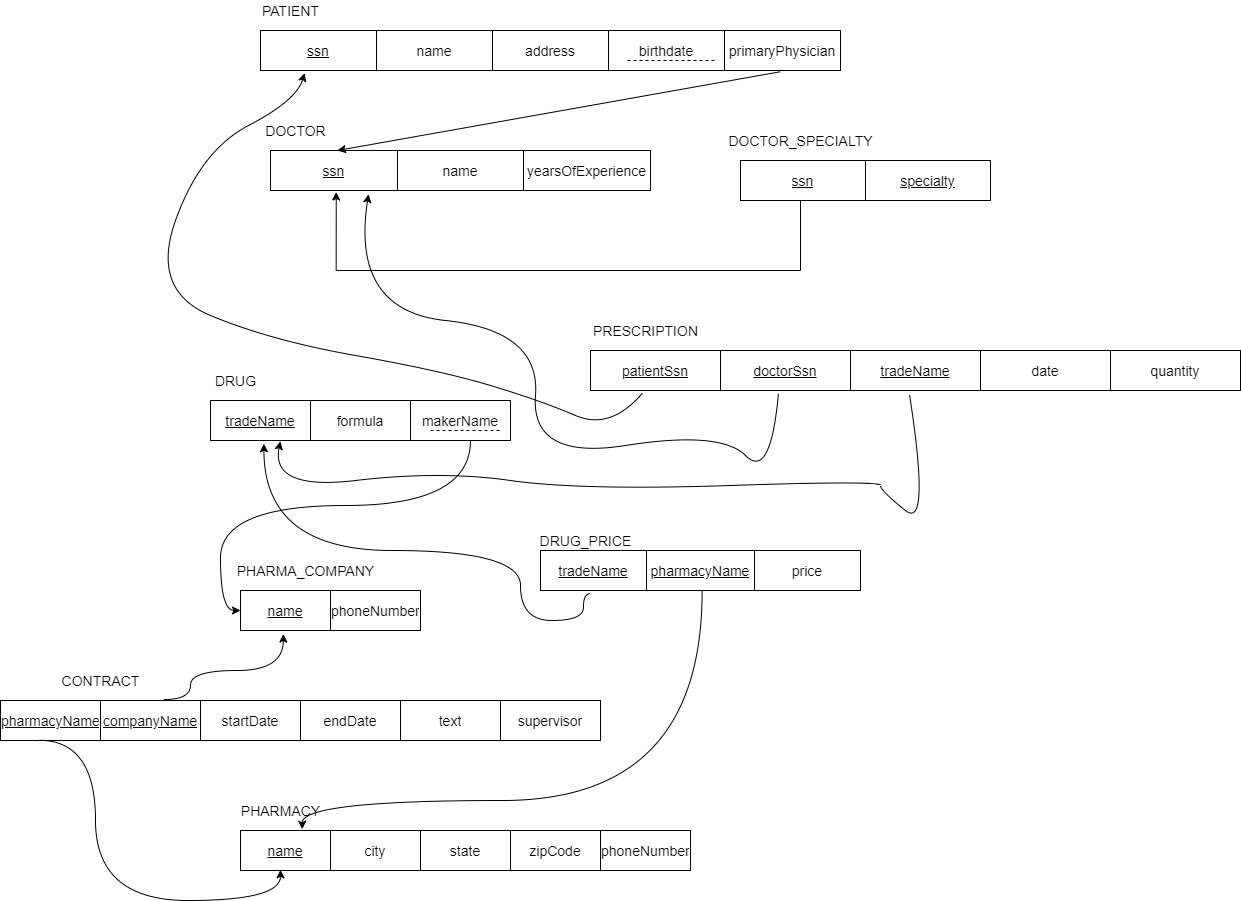 PATIENT
ssn name address birthdate primaryPhysician
DOCTOR
ssn name yearsOfExperience
DOCTOR_SPECIALTY
ssn specialty
PRESCRIPTION
patientSsn doctorSsn tradeName date quantity
DRUG
tradeName formula makerName
DRUG_PRICE
tradeName pharmacyName price
PHARMA_COMPANY
name phoneNumber
CONTRACT
pharmacyName companyName startDate endDate text supervisor
PHARMACY
name city state zipCode phoneNumber